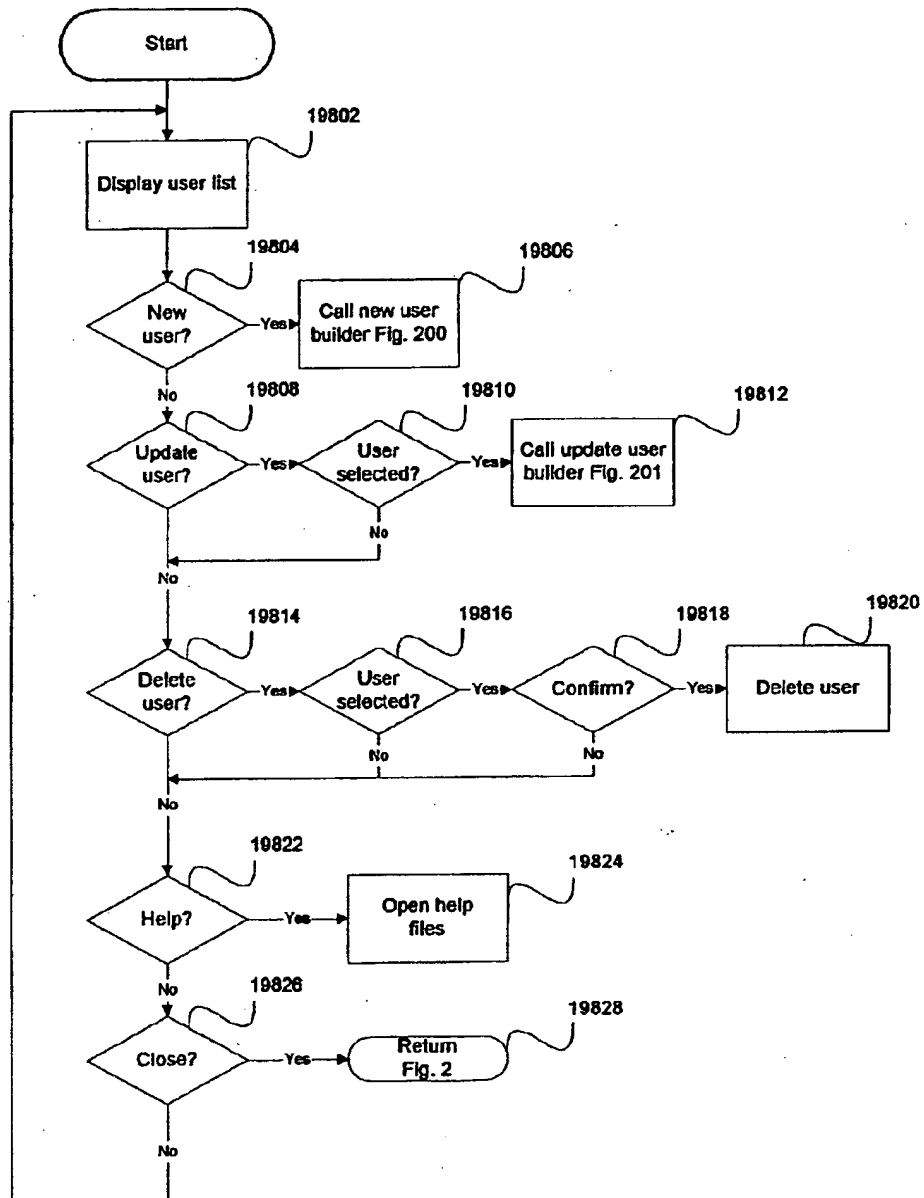 Start
19802
Display user list
19804
19806
New
user?
Yes
Call new user
builder Fig. 200
No
19808
19810
19812
Update
user?
Yes
User
selected?
Yes
Call update user
builder Fig. 201
No
No
19814
19816
19818
19820
Delete
user?
Yes
User
selected?
Yes
Confirm?
Yes
Delete user
No
No
No
19822
19824
Help?
Yes
Open help
files
No
19826
19828
Close?
Yes
Return
Fig. 2
No